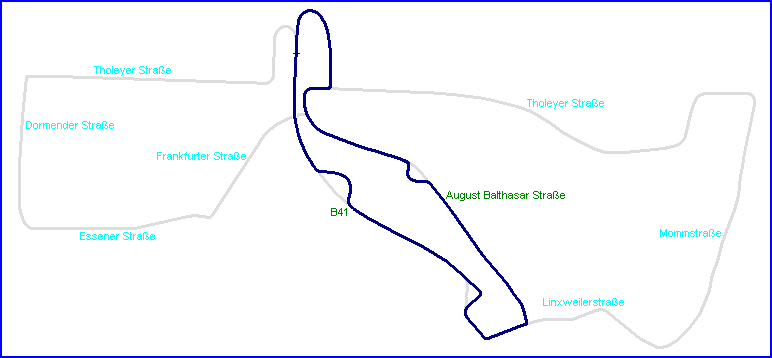 Tholeyer Straße
Tholeyer Straße
Dormender Straße
Frankfurter Straße
August Balthasar Straße
B41
Essener Straße
Mommstraße
Linxweilerstraße